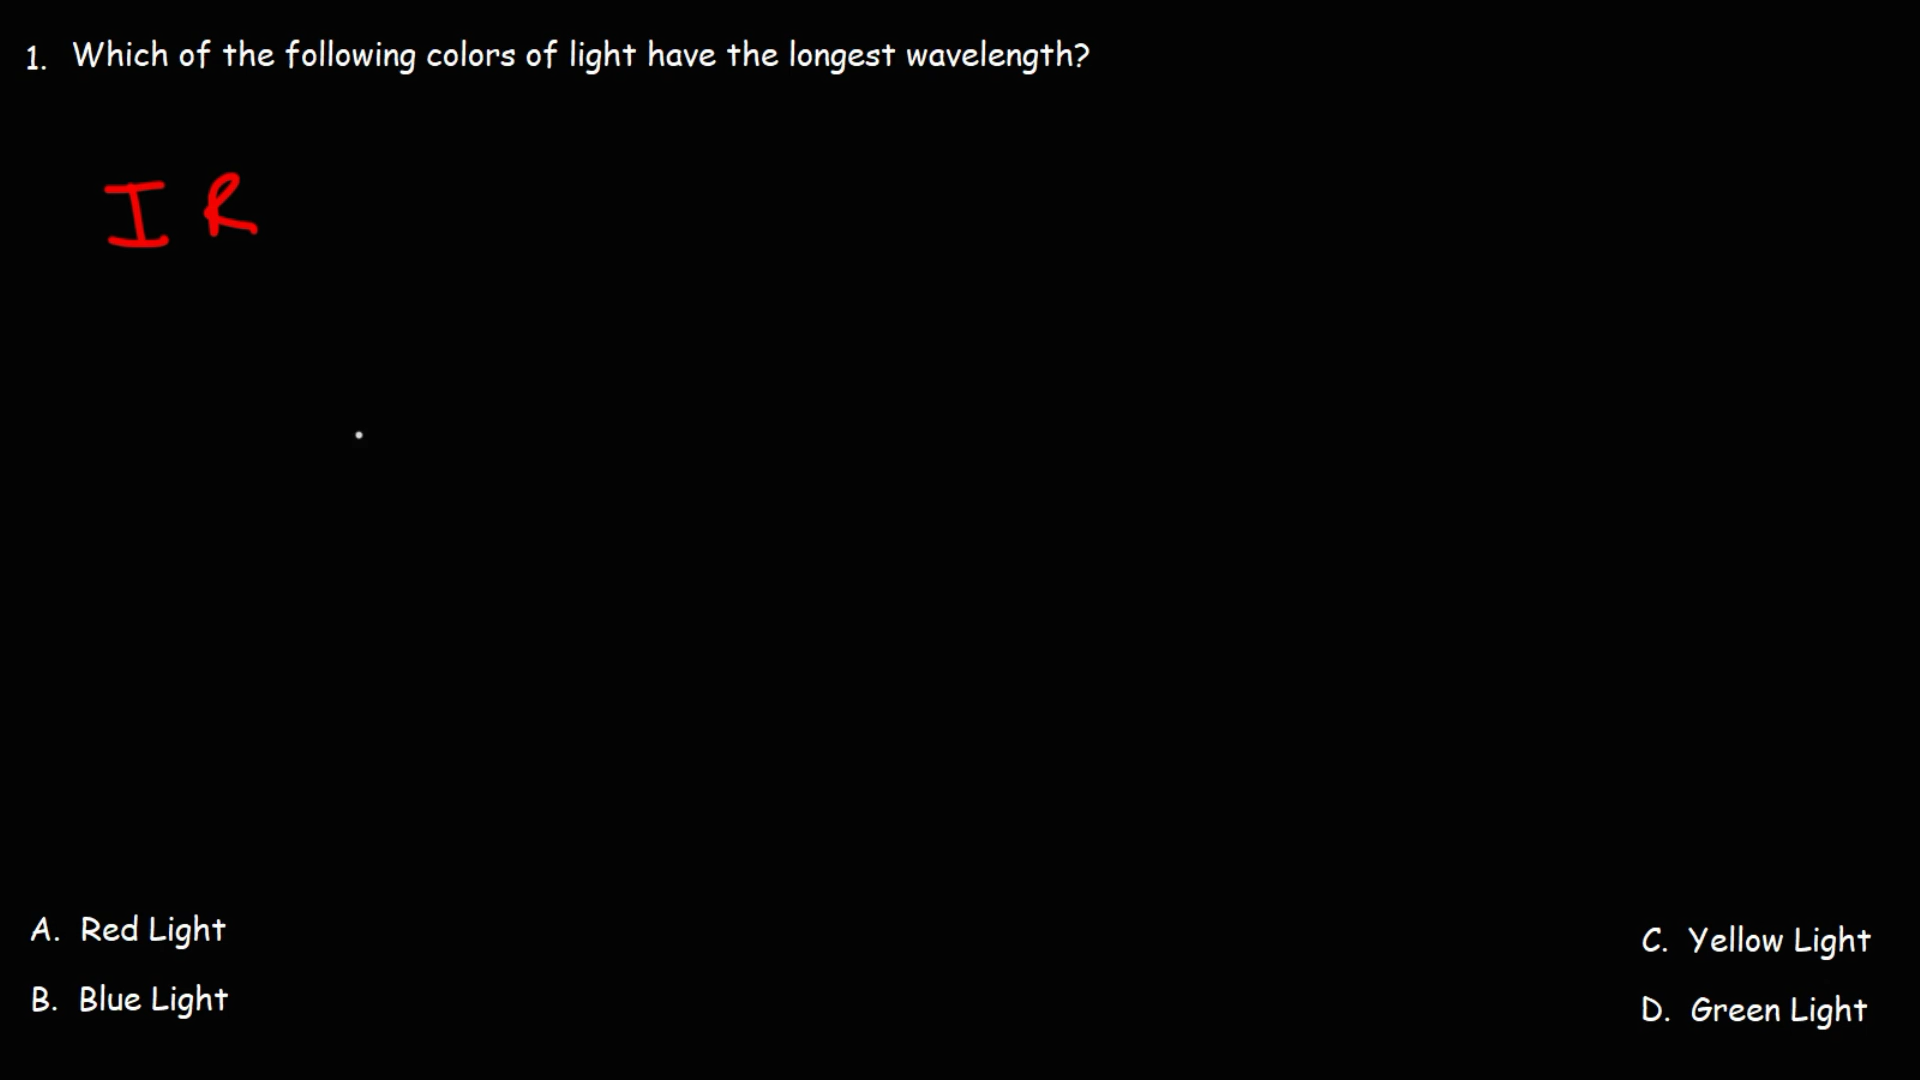 1. Which of the following colors of light have the longest wavelength?
I R
A. Red Light
B. Blue Light
C. Yellow Light
D. Green Light